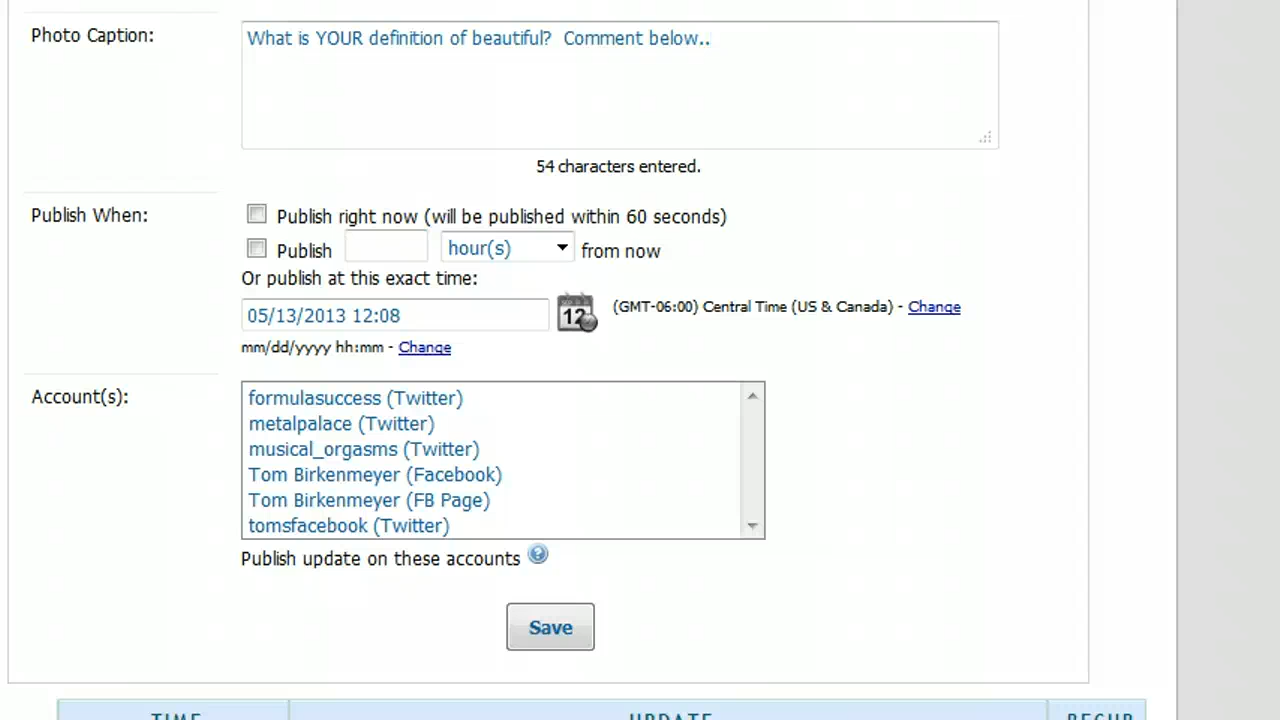 Photo Caption:
What is YOUR definition of beautiful?  Comment below..
54 characters entered.
Publish When:
Publish right now (will be published within 60 seconds)
Publish hour(s) from now
Or publish at this exact time:
05/13/2013 12:08
12
(GMT-06:00) Central Time (US & Canada) - Change
mm/dd/yyyy hh:mm - Change
Account(s):
formulasuccess (Twitter)
metalpalace (Twitter)
musical_orgasms (Twitter)
Tom Birkenmeyer (Facebook)
Tom Birkenmeyer (FB Page)
tomsfacebook (Twitter)
Publish update on these accounts ?
Save
TIME UPDATE RECUR